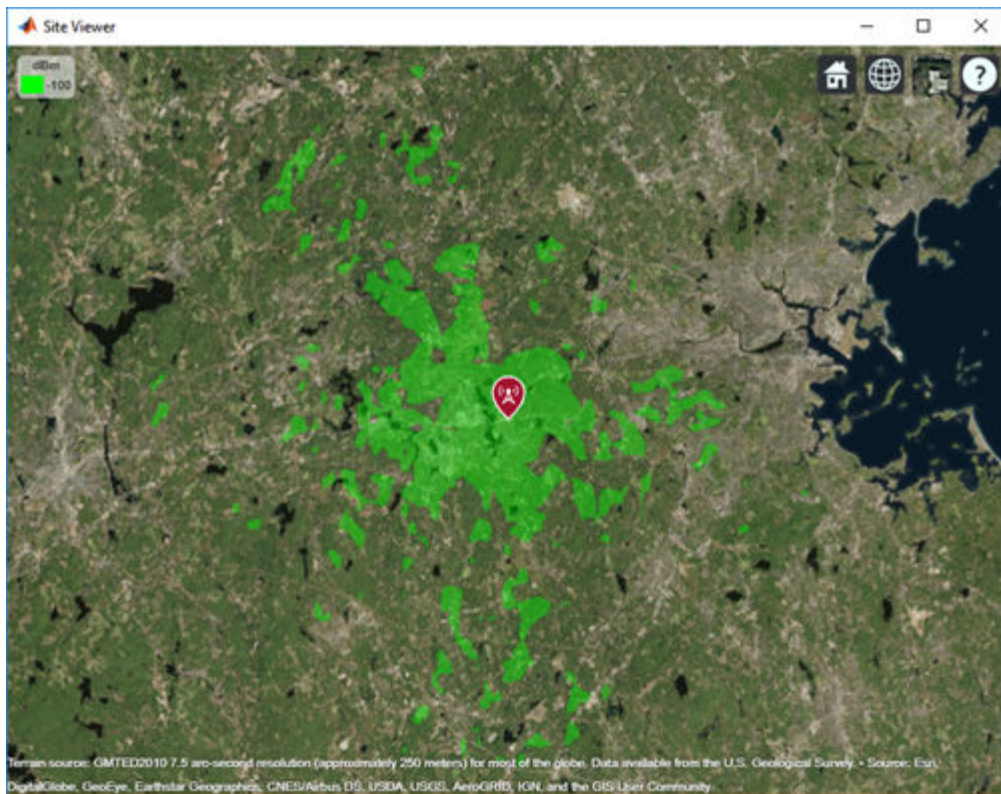 Site Viewer
dBm
-100
?
Terrain source: GMTED2010 7.5 arc-second resolution (approximately 250 meters) for most of the globe. Data available from the U.S. Geological Survey. • Source: Esri,
DigitalGlobe, GeoEye, Earthstar Geographics, CNES/Airbus DS, USDA, USGS, AeroGRID, IGN, and the GIS User Community